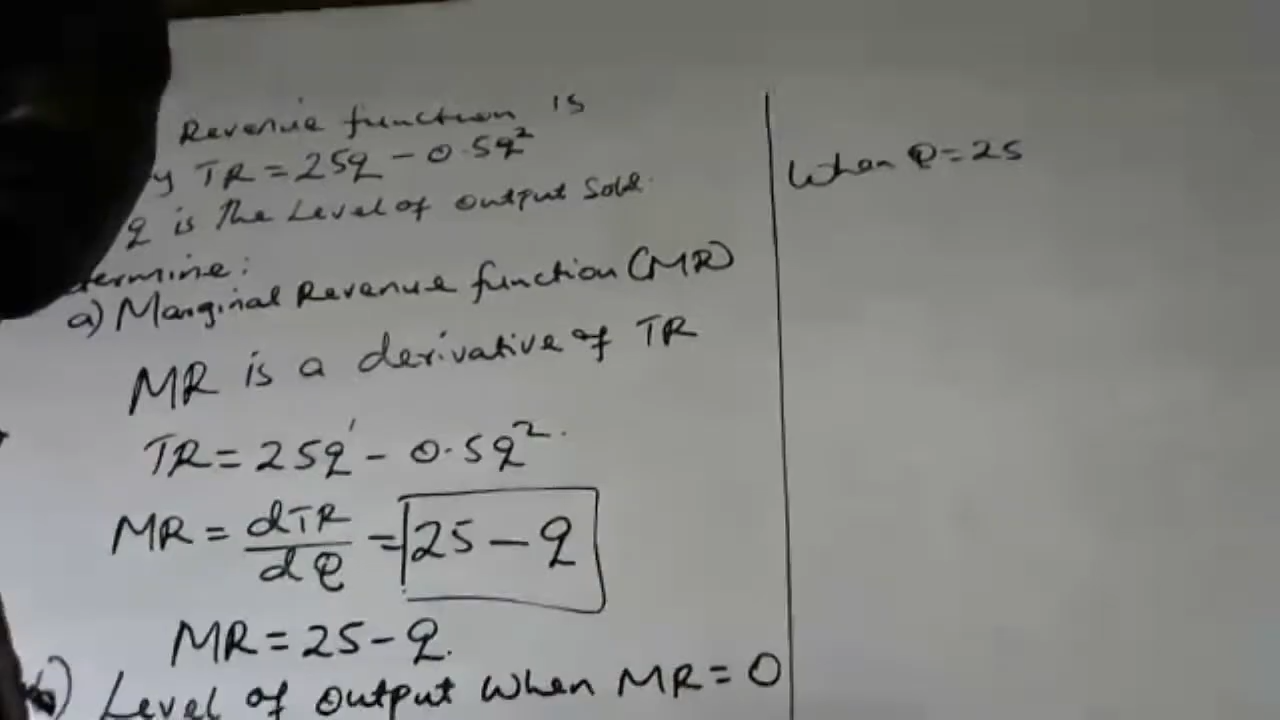 Revenue function is
y TR = 25q - 0.5q²
q is the Level of output Sold.
termine:
a) Marginal Revenue function (MR)
MR is a derivative of TR
TR = 25q' - 0.5q².
MR = dTR/dQ = 25 - q
MR = 25 - q.
b) Level of output when MR = 0
When Q = 25